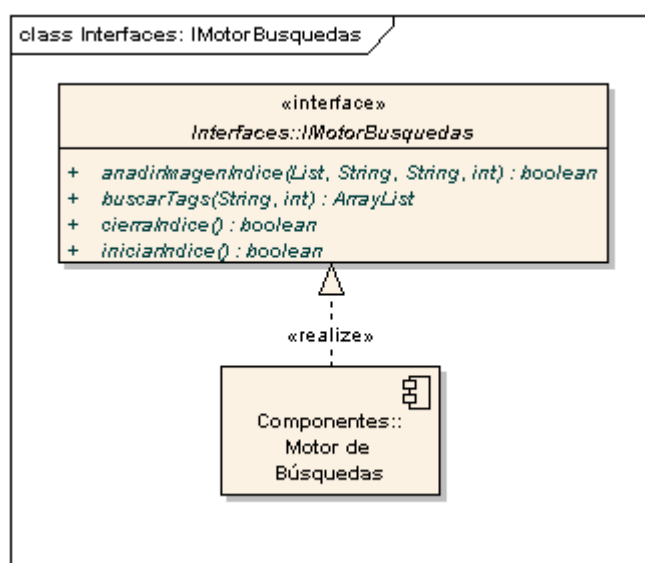 class Interfaces: IMotorBusquedas
«interface»
Interfaces::IMotorBusquedas
+ anadirImagenIndice(List, String, String, int) : boolean
+ buscarTags(String, int) : ArrayList
+ cierraIndice() : boolean
+ iniciarIndice() : boolean
«realize»
Componentes::
Motor de
Búsquedas